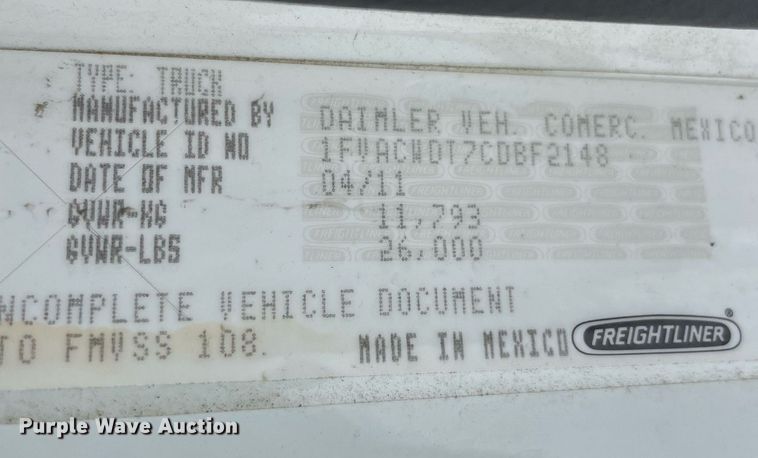 TYPE: TRUCK
MANUFACTURED BY DAIMLER VEH. COMERC. MEXICO
VEHICLE ID NO 1FVACWDT7CDBF2148
DATE OF MFR 04/11
GVWR-KG 11,793
GVWR-LBS 26,000
NCOMPLETE VEHICLE DOCUMENT
TO FMVSS 108. MADE IN MEXICO FREIGHTLINER®
Purple Wave Auction